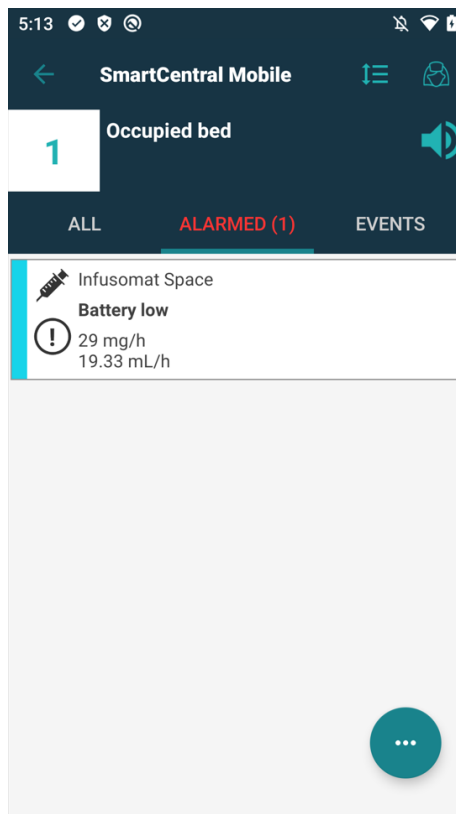 5:13
SmartCentral Mobile
1
Occupied bed
ALL
ALARMED (1)
EVENTS
Infusomat Space
Battery low
29 mg/h
19.33 mL/h